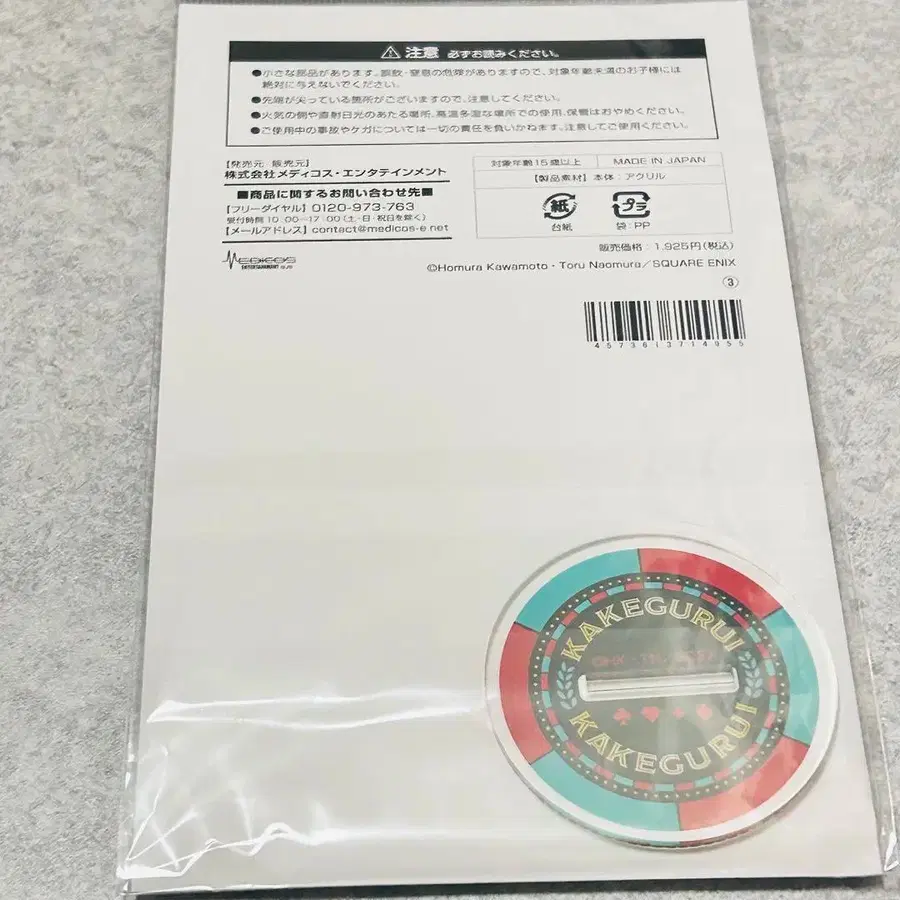 注意 必ずお読みください。
●小さな部品があります。誤飲・窒息の危険がありますので、対象年齢未満のお子様には
絶対に与えないでください。
●先端が尖っている箇所がございますので、注意してください。
●火気の側や直射日光のあたる場所、高温多湿な場所での使用、保管はおやめください。
●ご使用中の事故やケガについては一切の責任を負いかねます。注意してご使用ください。
【発売元・販売元】
株式会社メディコス・エンタテインメント
■商品に関するお問い合わせ先■
【フリーダイヤル】0120-973-763
受付時間 10:00〜17:00(土・日・祝日を除く)
【メールアドレス】contact@medicos-e.net
MEDICOS
ENTERTAINMENT
対象年齢15歳以上
MADE IN JAPAN
【製品素材】本体:アクリル
紙
台紙
プラ
袋:PP
販売価格:1,925円(税込)
©Homura Kawamoto・Toru Naomura/SQUARE ENIX
③
4573613714955
KAKEGURUI
KAKEGURUI